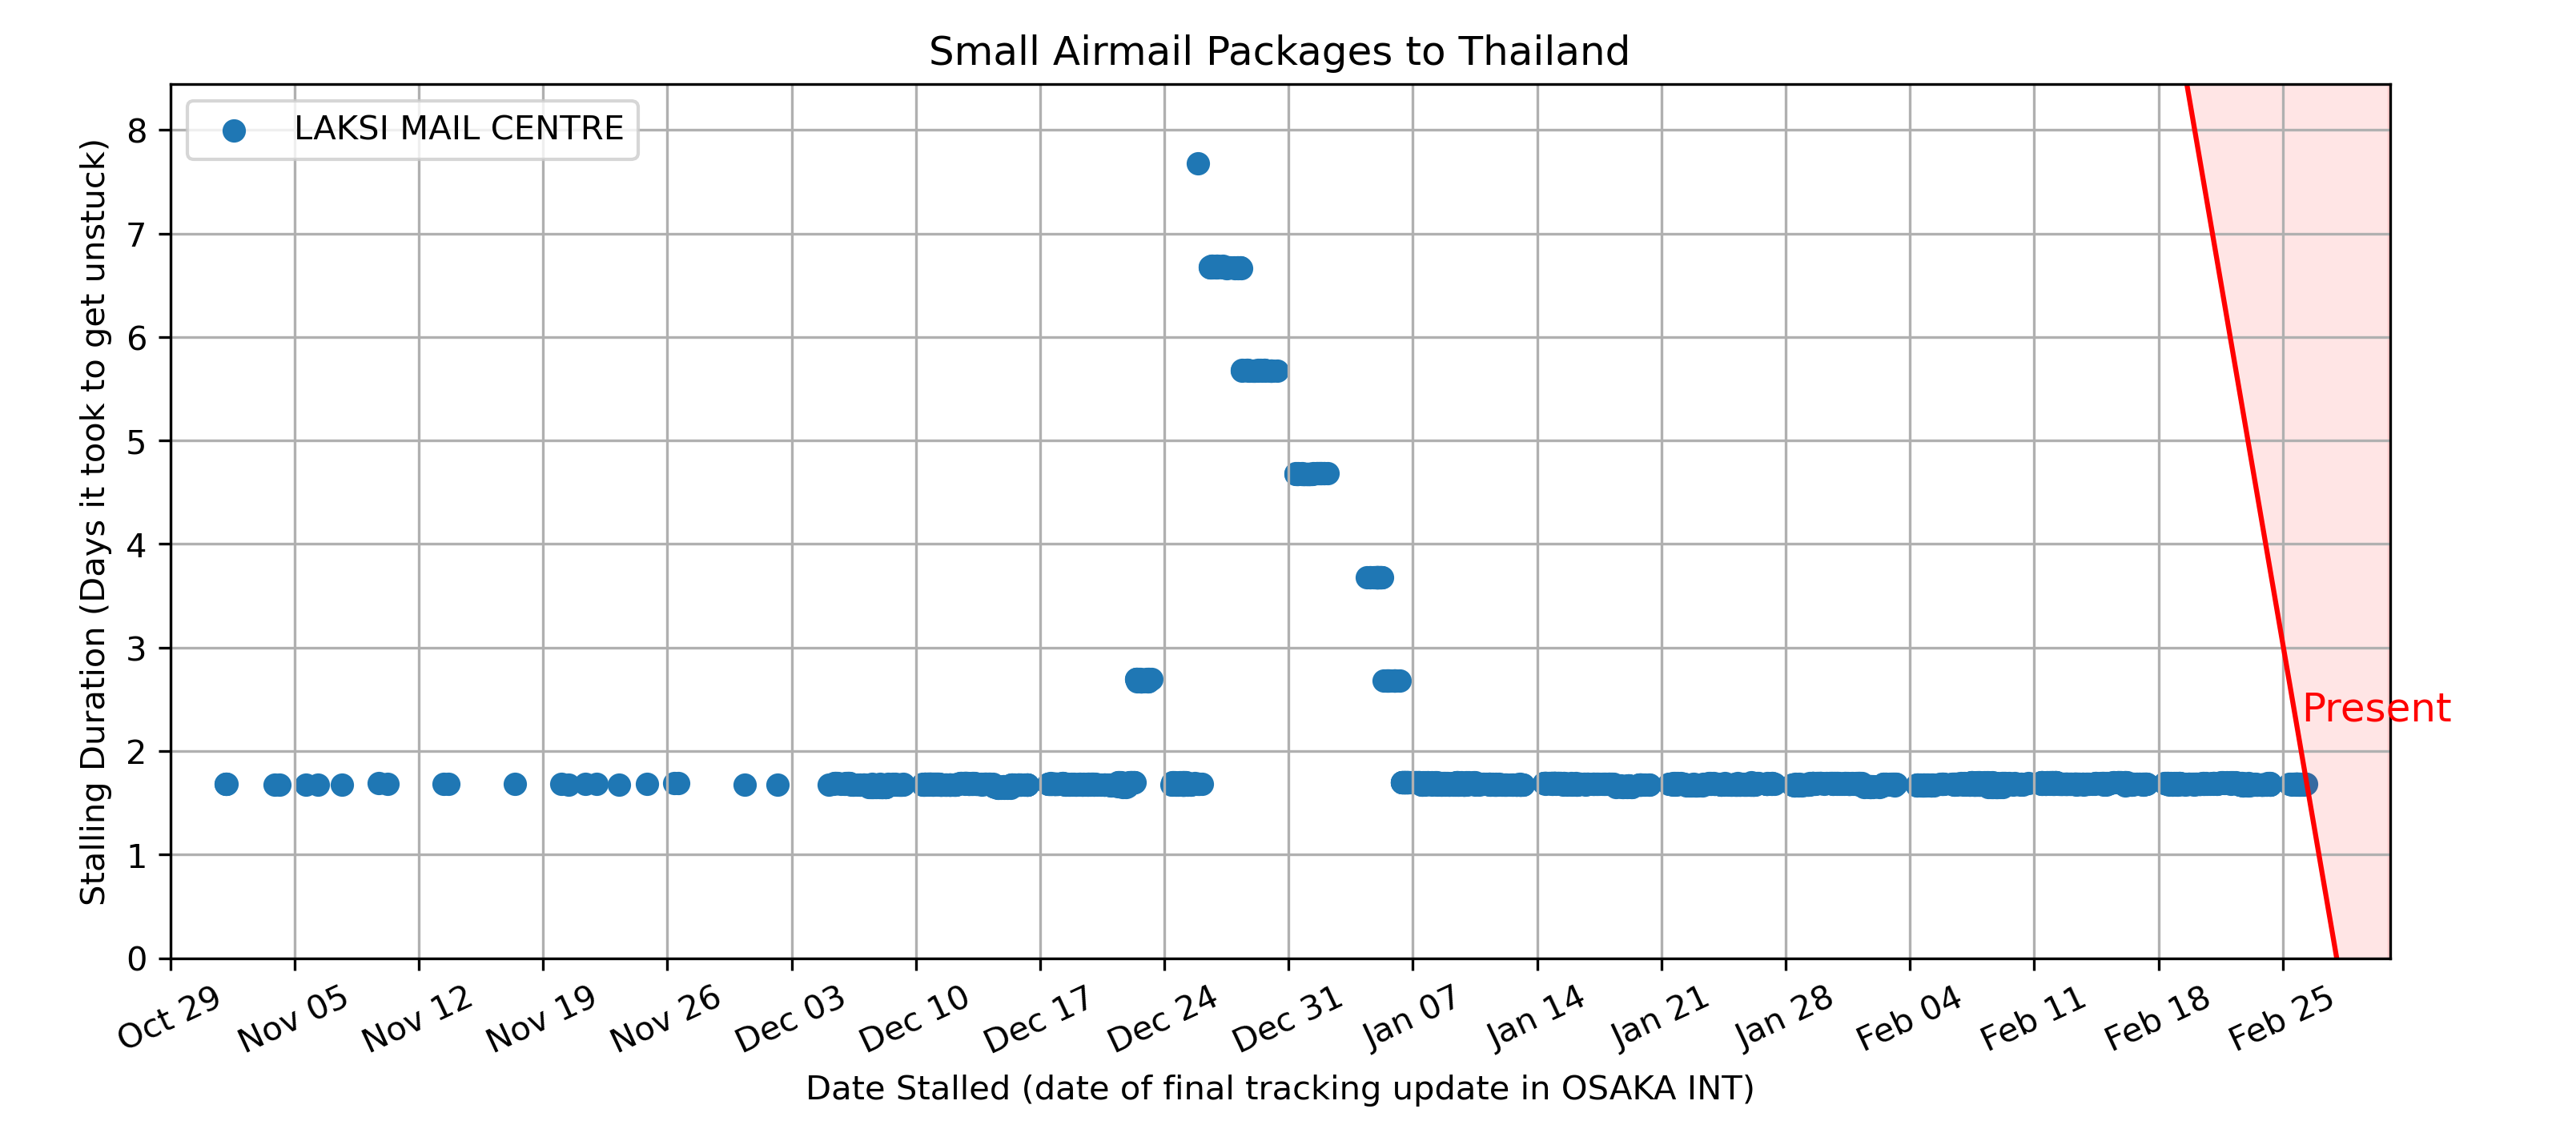 Small Airmail Packages to Thailand
LAKSI MAIL CENTRE
Stalling Duration (Days it took to get unstuck)
8
7
6
5
4
3
2
1
0
Present
Oct 29
Nov 05
Nov 12
Nov 19
Nov 26
Dec 03
Dec 10
Dec 17
Dec 24
Dec 31
Jan 07
Jan 14
Jan 21
Jan 28
Feb 04
Feb 11
Feb 18
Feb 25
Date Stalled (date of final tracking update in OSAKA INT)